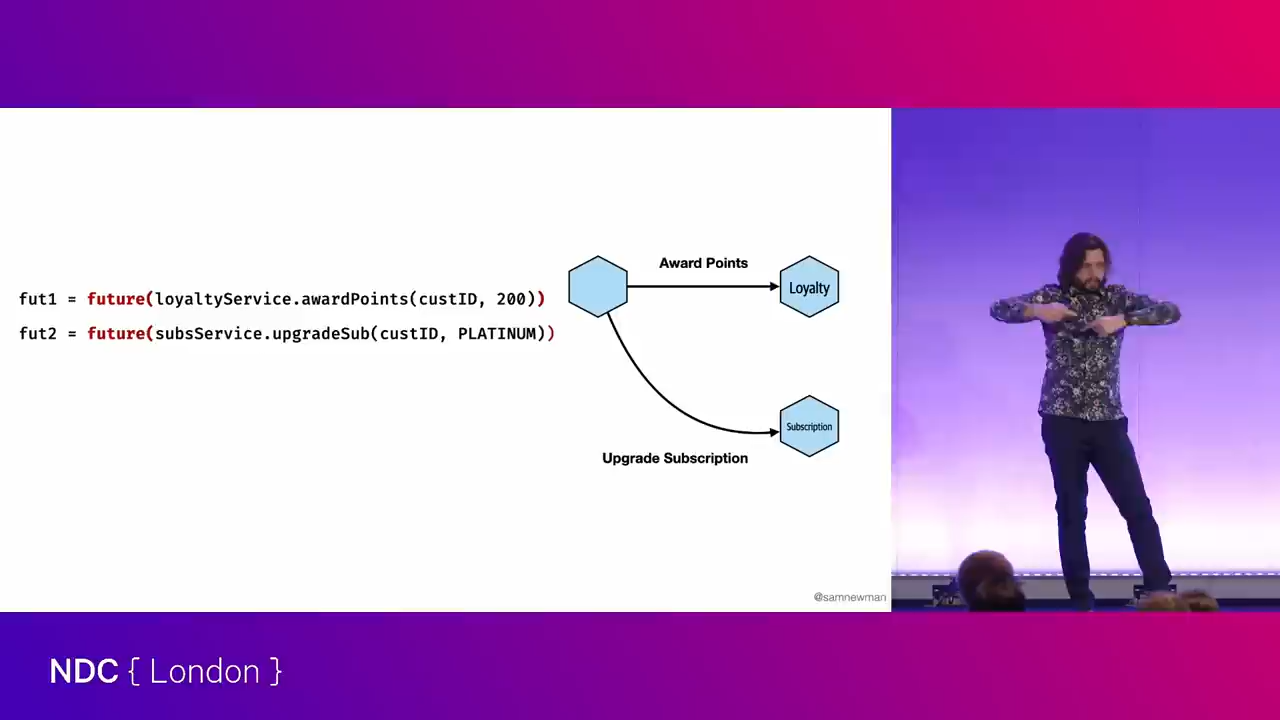 fut1 = future(loyaltyService.awardPoints(custID, 200))
fut2 = future(subsService.upgradeSub(custID, PLATINUM))
Award Points
Loyalty
Subscription
Upgrade Subscription
@samnewman
NDC { London }